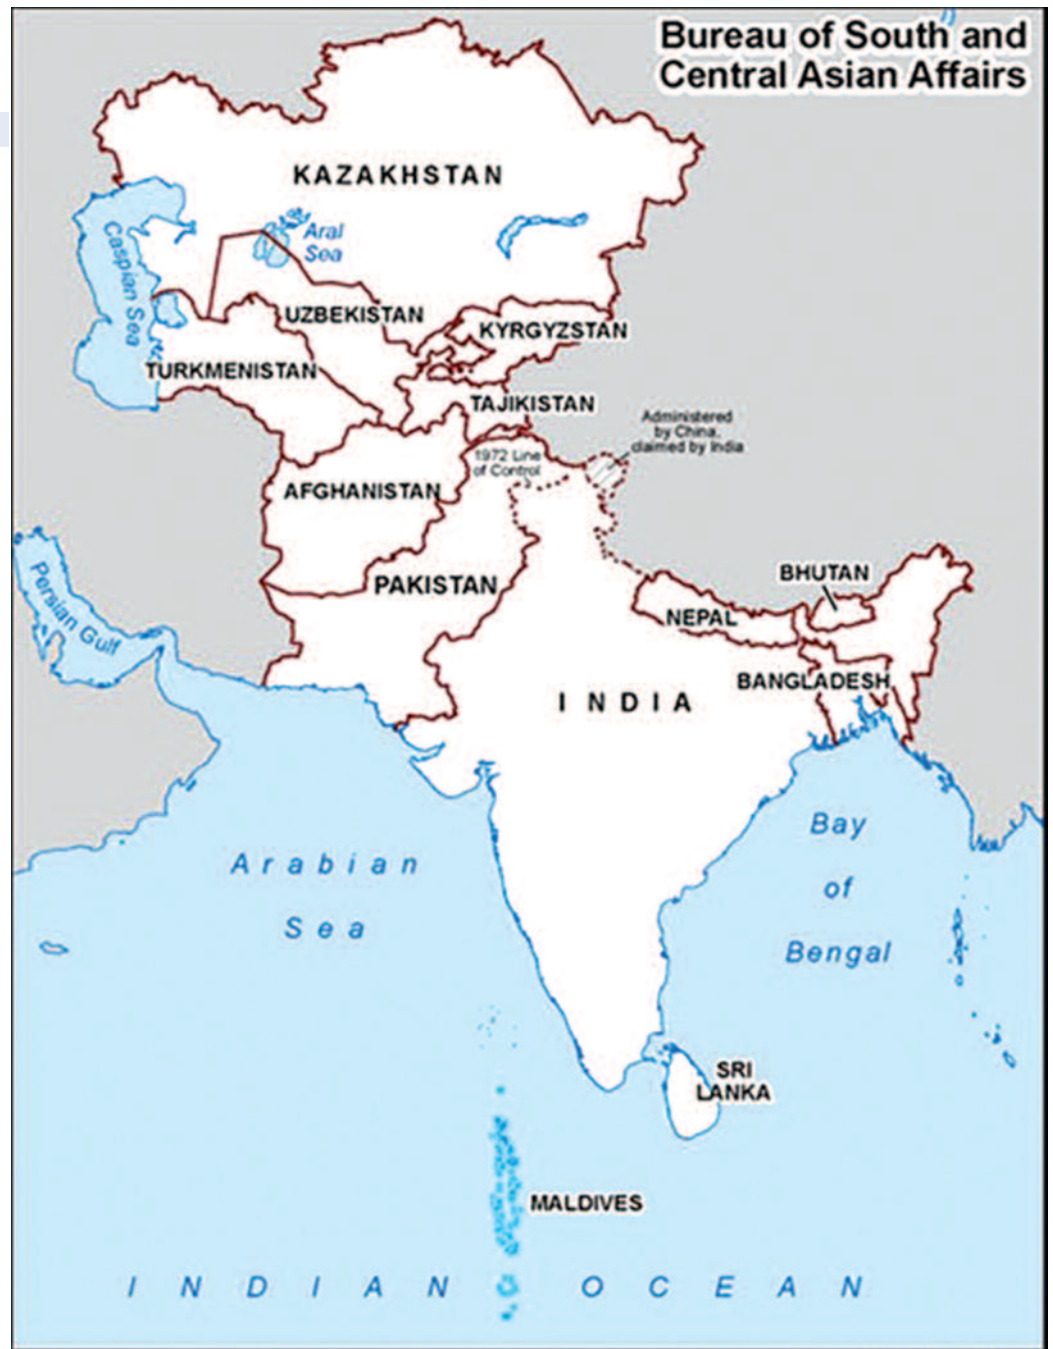 Bureau of South and
Central Asian Affairs
KAZAKHSTAN
Aral
Sea
Caspian Sea
UZBEKISTAN
KYRGYZSTAN
TURKMENISTAN
TAJIKISTAN
Administered
by China,
claimed by India
1972 Line
of Control
AFGHANISTAN
PAKISTAN
Persian Gulf
BHUTAN
NEPAL
BANGLADESH
INDIA
Bay
of
Bengal
Arabian
Sea
SRI
LANKA
MALDIVES
INDIAN OCEAN